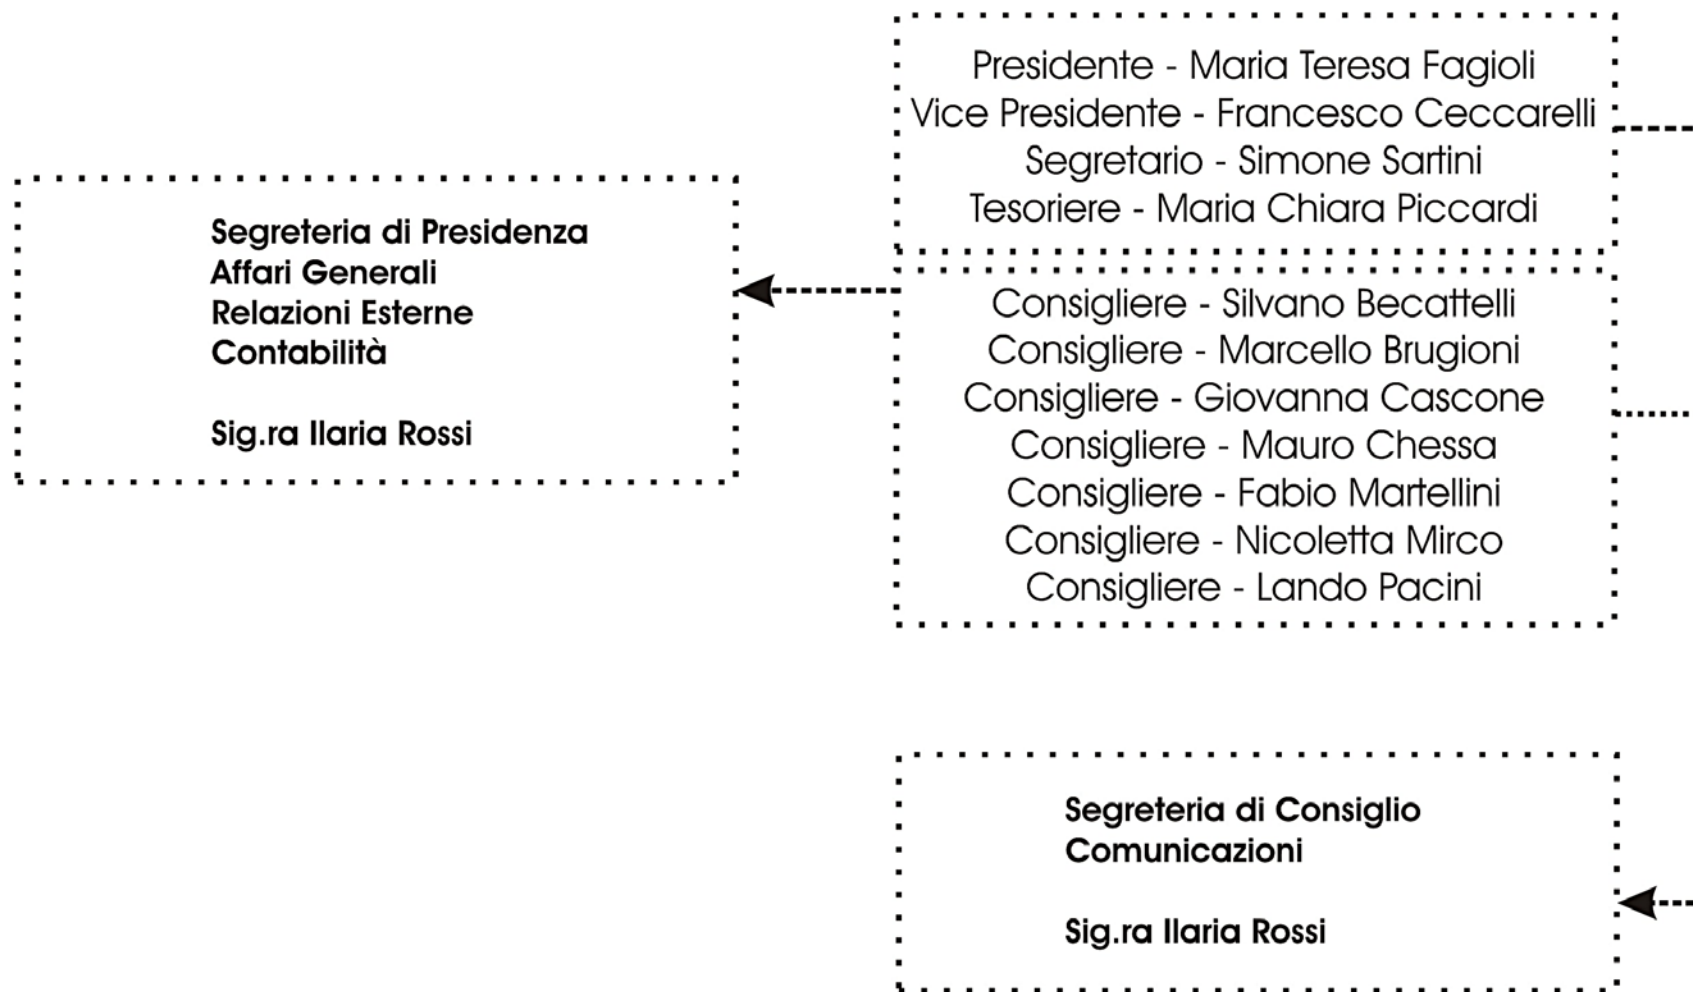 Presidente - Maria Teresa Fagioli
Vice Presidente - Francesco Ceccarelli
Segretario - Simone Sartini
Tesoriere - Maria Chiara Piccardi
Segreteria di Presidenza
Affari Generali
Relazioni Esterne
Contabilità
Sig.ra Ilaria Rossi
Consigliere - Silvano Becattelli
Consigliere - Marcello Brugioni
Consigliere - Giovanna Cascone
Consigliere - Mauro Chessa
Consigliere - Fabio Martellini
Consigliere - Nicoletta Mirco
Consigliere - Lando Pacini
Segreteria di Consiglio
Comunicazioni
Sig.ra Ilaria Rossi